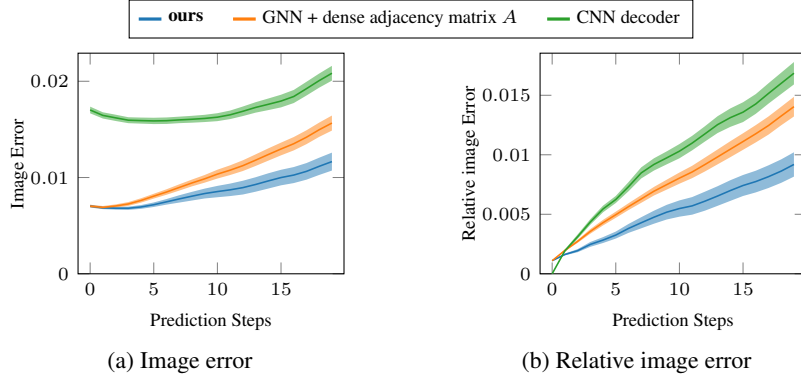 ours GNN + dense adjacency matrix A CNN decoder
0.02
0.01
0
0 5 10 15
Image Error
Prediction Steps
(a) Image error
0.015
0.01
0.005
0
0 5 10 15
Relative image Error
Prediction Steps
(b) Relative image error